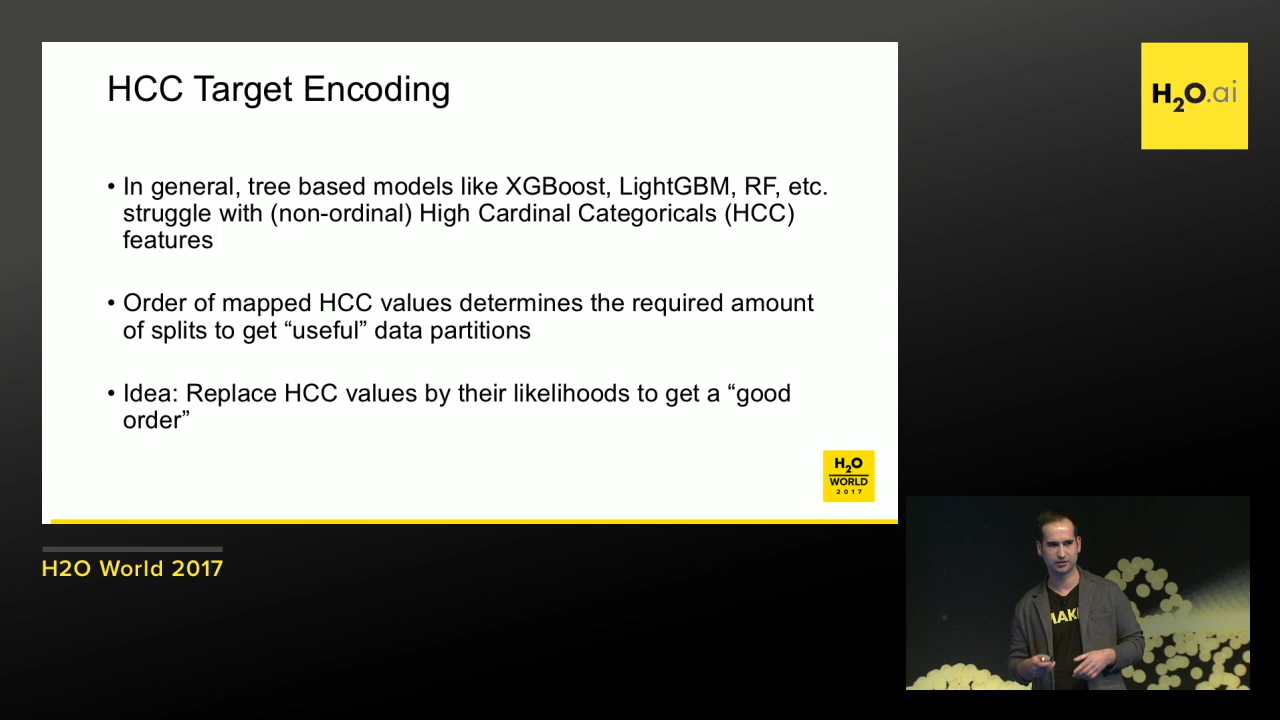 HCC Target Encoding
• In general, tree based models like XGBoost, LightGBM, RF, etc.
struggle with (non-ordinal) High Cardinal Categoricals (HCC)
features
• Order of mapped HCC values determines the required amount
of splits to get “useful” data partitions
• Idea: Replace HCC values by their likelihoods to get a “good
order”
H2O
WORLD
2017
H2O.ai
H2O World 2017
MAK